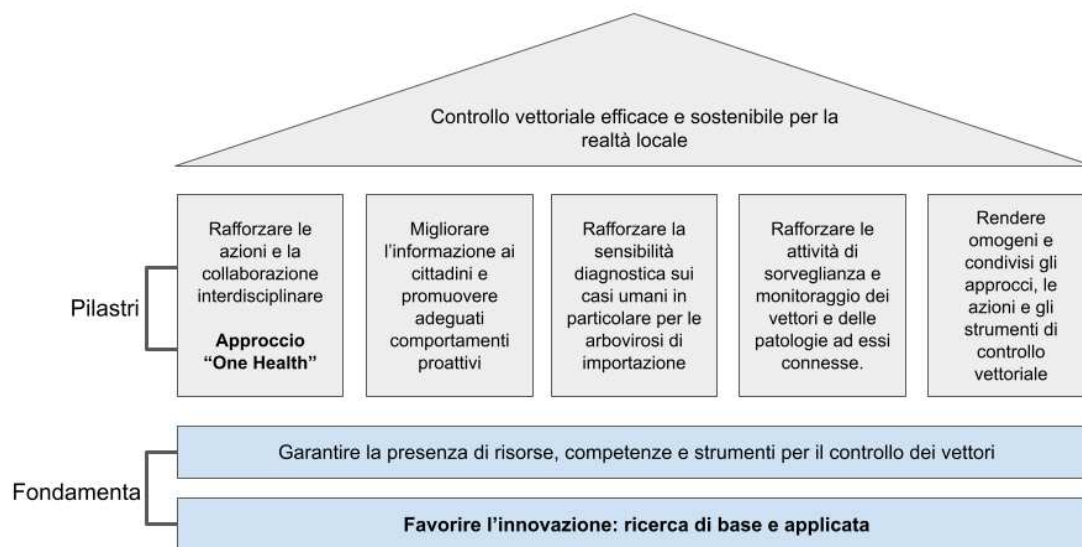 Controllo vettoriale efficace e sostenibile per la
realtà locale
Pilastri
Rafforzare le
azioni e la
collaborazione
interdisciplinare
Approccio
“One Health”
Migliorare
l’informazione ai
cittadini e
promuovere
adeguati
comportamenti
proattivi
Rafforzare la
sensibilità
diagnostica sui
casi umani in
particolare per le
arbovirosi di
importazione
Rafforzare le
attività di
sorveglianza e
monitoraggio dei
vettori e delle
patologie ad essi
connesse.
Rendere
omogeni e
condivisi gli
approcci, le
azioni e gli
strumenti di
controllo
vettoriale
Fondamenta
Garantire la presenza di risorse, competenze e strumenti per il controllo dei vettori
Favorire l’innovazione: ricerca di base e applicata